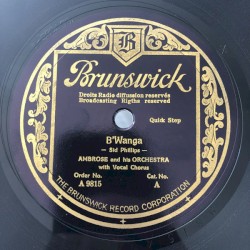 B
Brunswick
Droits Radio diffusion reservés
Broadcasting Rigths reserved
Quick Step
B'Wanga
- Sid Phillips -
AMBROSE and his ORCHESTRA
with Vocal Chorus
Order No. Cat. No.
A 9815 A
THE BRUNSWICK RECORD CORPORATION